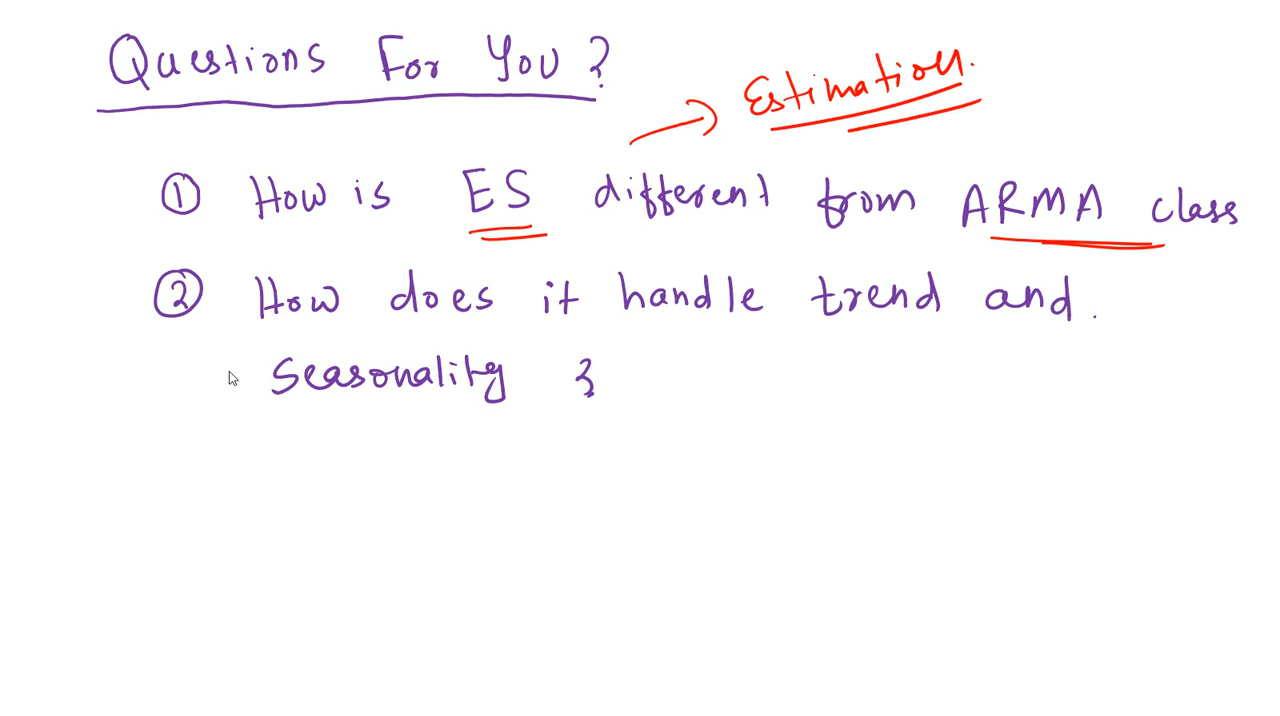 Questions For You?
Estimation.
① How is ES different from ARMA class
② How does it handle trend and.
Seasonality